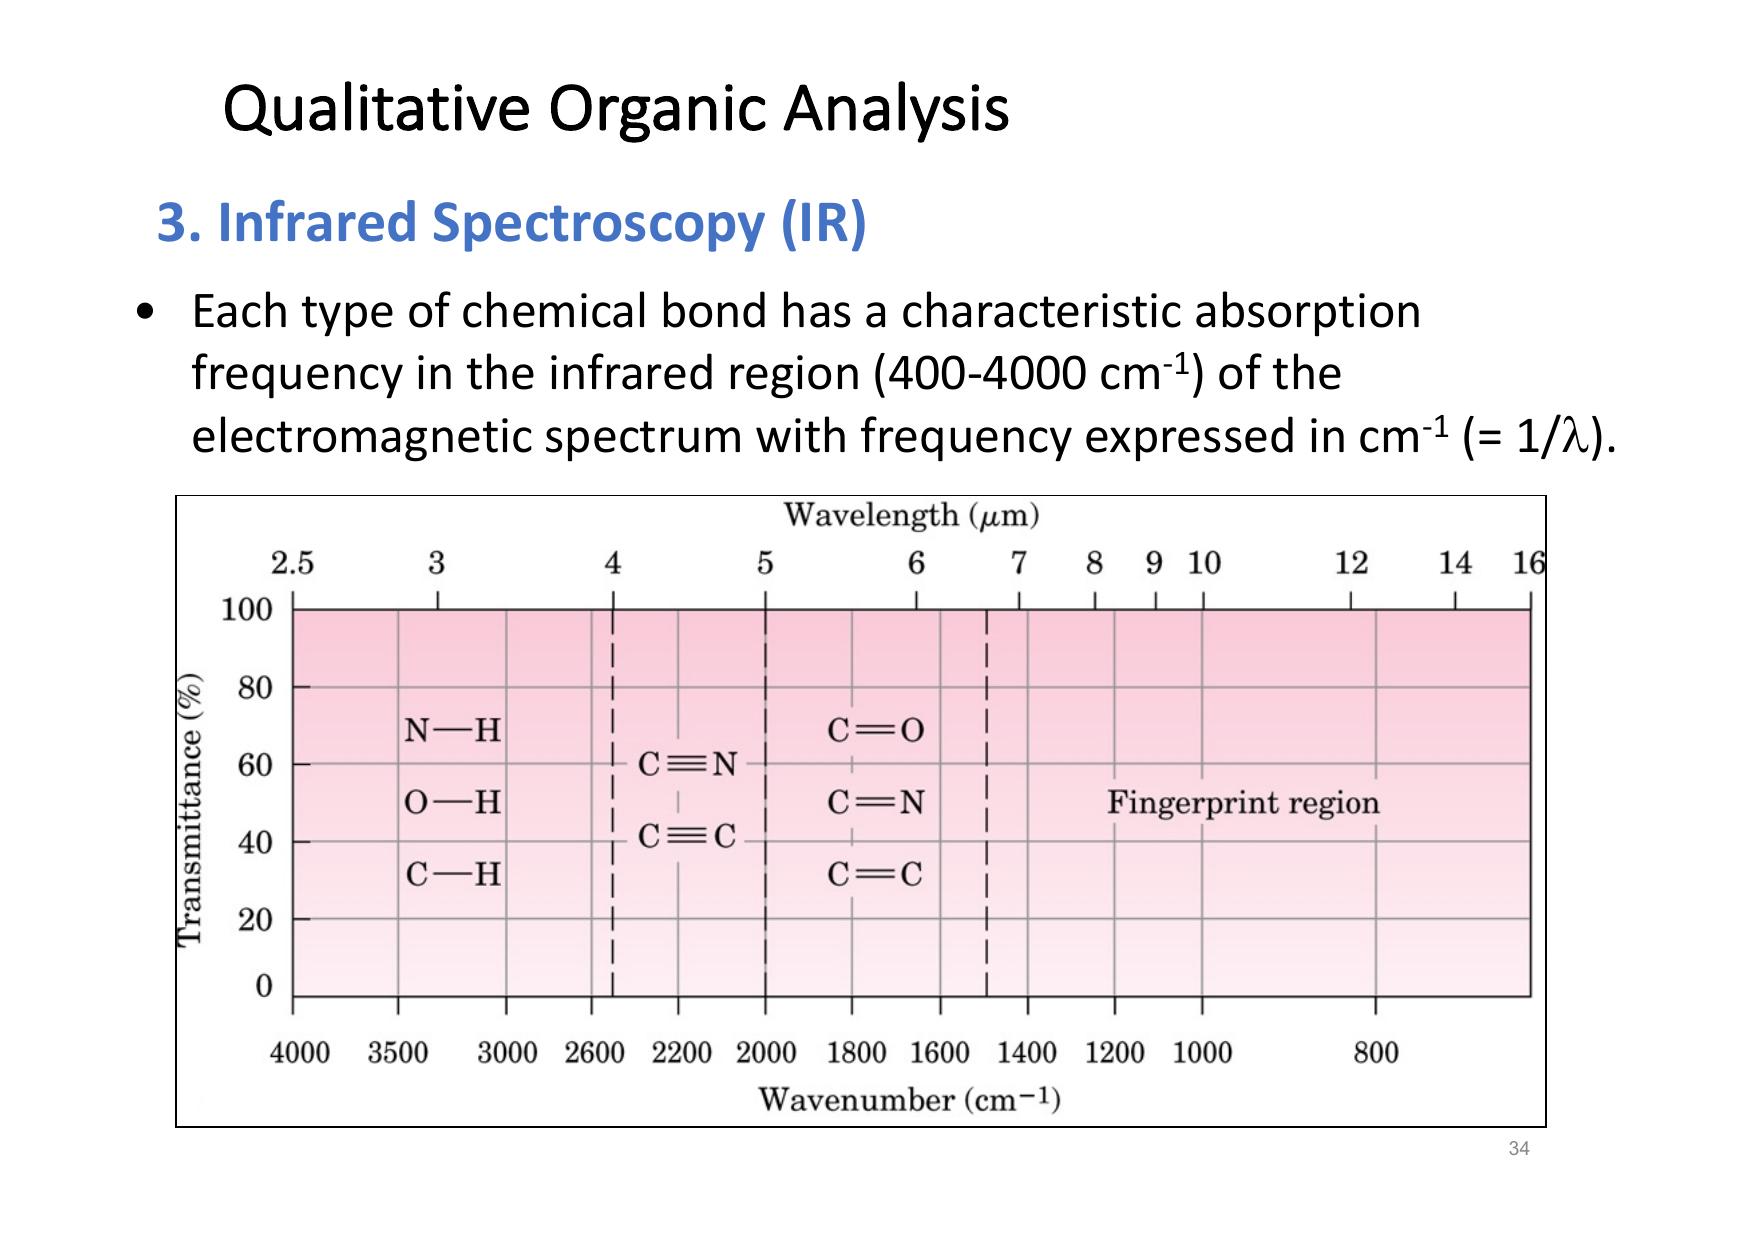 Qualitative Organic Analysis
3. Infrared Spectroscopy (IR)
• Each type of chemical bond has a characteristic absorption
frequency in the infrared region (400-4000 cm-1) of the
electromagnetic spectrum with frequency expressed in cm-1 (= 1/λ).
Wavelength (μm)
2.5 3 4 5 6 7 8 9 10 12 14 16
Transmittance (%)
100
80
60
40
20
0
N—H
O—H
C—H
C≡N
C≡C
C=O
C=N
C=C
Fingerprint region
4000 3500 3000 2600 2200 2000 1800 1600 1400 1200 1000 800
Wavenumber (cm−1)
34